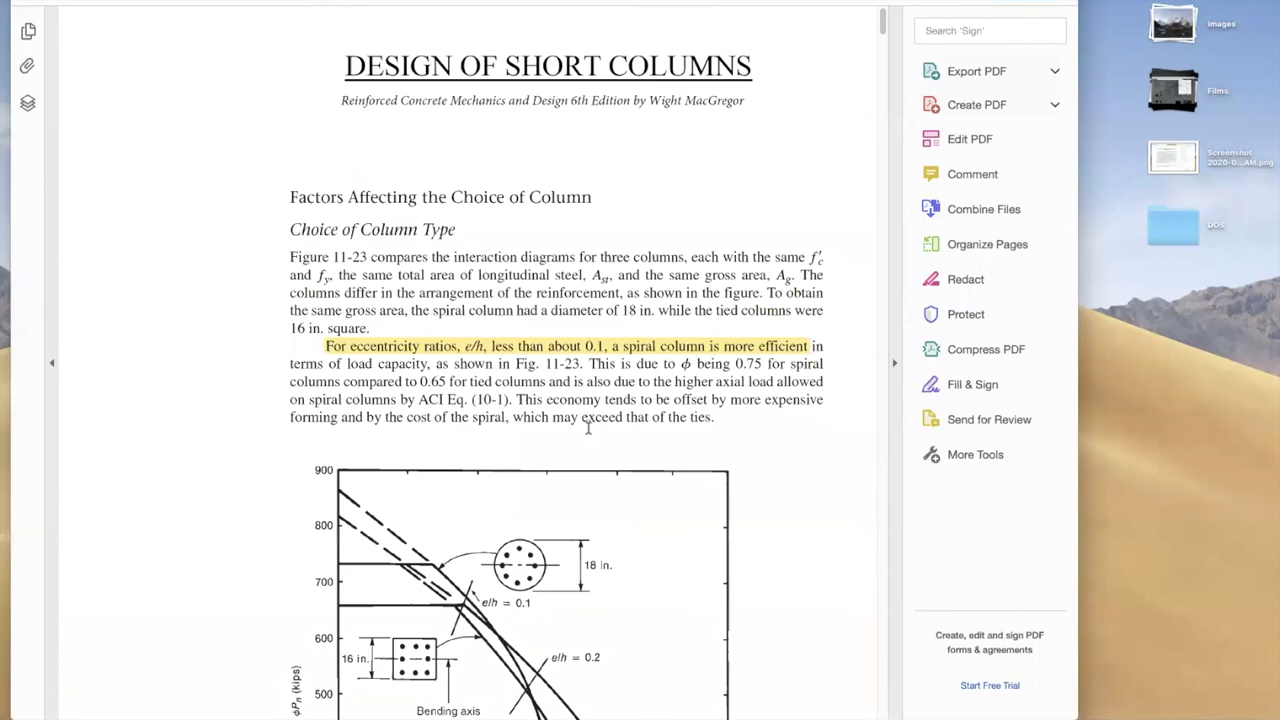 DESIGN OF SHORT COLUMNS
Reinforced Concrete Mechanics and Design 6th Edition by Wight MacGregor
Factors Affecting the Choice of Column
Choice of Column Type
Figure 11-23 compares the interaction diagrams for three columns, each with the same f′c
and fy, the same total area of longitudinal steel, Ast, and the same gross area, Ag. The
columns differ in the arrangement of the reinforcement, as shown in the figure. To obtain
the same gross area, the spiral column had a diameter of 18 in. while the tied columns were
16 in. square.
For eccentricity ratios, e/h, less than about 0.1, a spiral column is more efficient in
terms of load capacity, as shown in Fig. 11-23. This is due to ϕ being 0.75 for spiral
columns compared to 0.65 for tied columns and is also due to the higher axial load allowed
on spiral columns by ACI Eq. (10-1). This economy tends to be offset by more expensive
forming and by the cost of the spiral, which may exceed that of the ties.
900
800
700
600
500
ϕPn (kips)
18 in.
e/h = 0.1
16 in.
e/h = 0.2
Bending axis
Search 'Sign'
Export PDF
Create PDF
Edit PDF
Comment
Combine Files
Organize Pages
Redact
Protect
Compress PDF
Fill & Sign
Send for Review
More Tools
Create, edit and sign PDF
forms & agreements
Start Free Trial
Images
Films
Screenshot
2020-0...AM.png
DOS